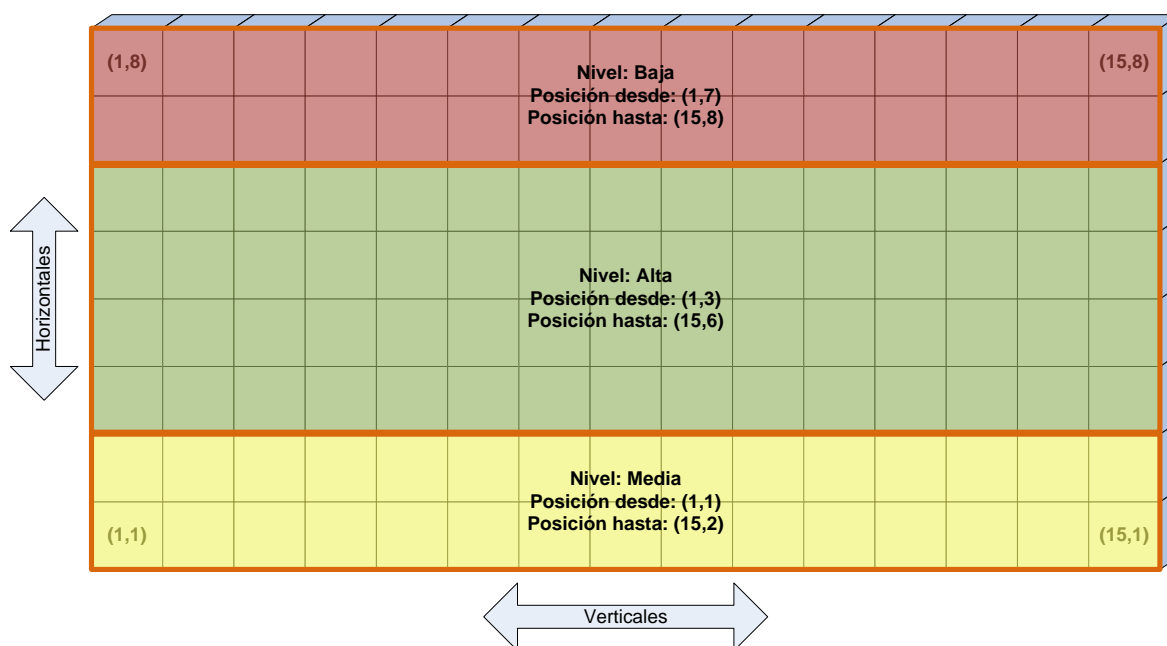 (1,8)
(15,8)
Nivel: Baja
Posición desde: (1,7)
Posición hasta: (15,8)
Horizontales
Nivel: Alta
Posición desde: (1,3)
Posición hasta: (15,6)
Nivel: Media
Posición desde: (1,1)
Posición hasta: (15,2)
(1,1)
(15,1)
Verticales